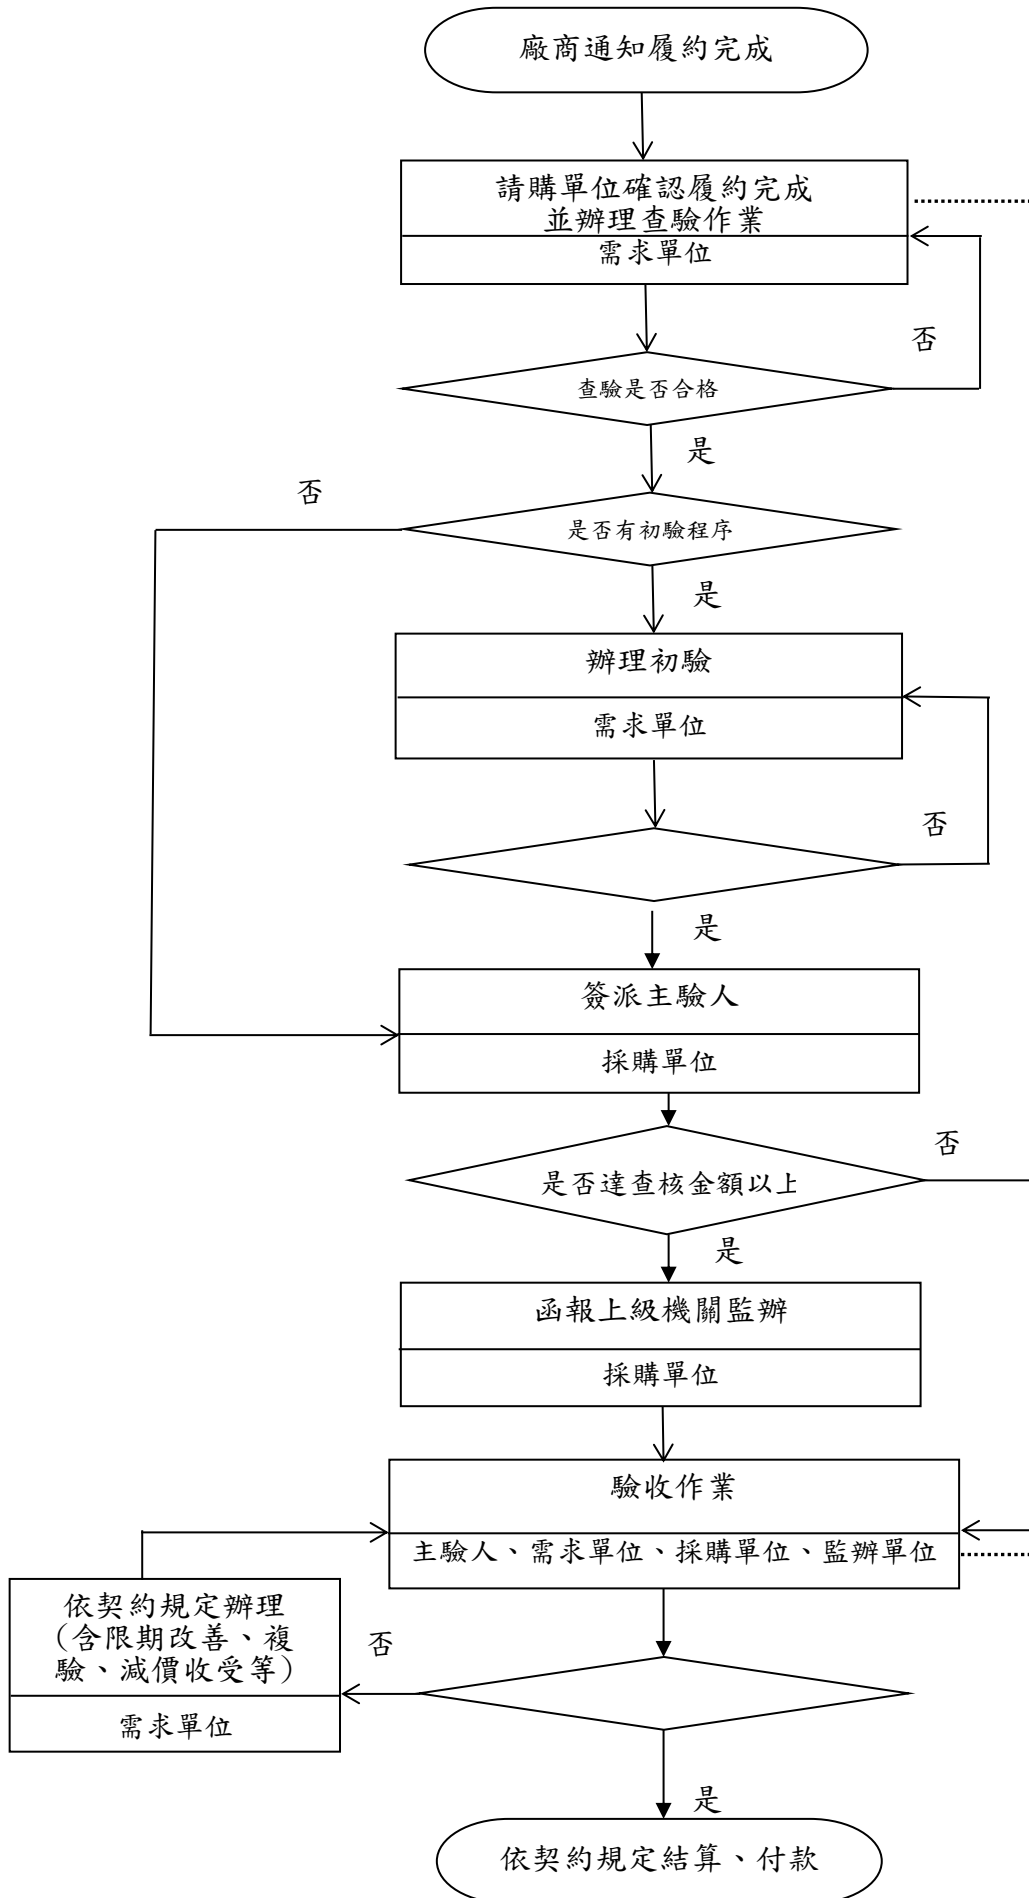 廠商通知履約完成
請購單位確認履約完成
並辦理查驗作業
需求單位
否
查驗是否合格
是
否
是否有初驗程序
是
辦理初驗
需求單位
否
是
簽派主驗人
採購單位
否
是否達查核金額以上
是
函報上級機關監辦
採購單位
驗收作業
主驗人、需求單位、採購單位、監辦單位
依契約規定辦理
(含限期改善、複
驗、減價收受等)
需求單位
否
是
依契約規定結算、付款